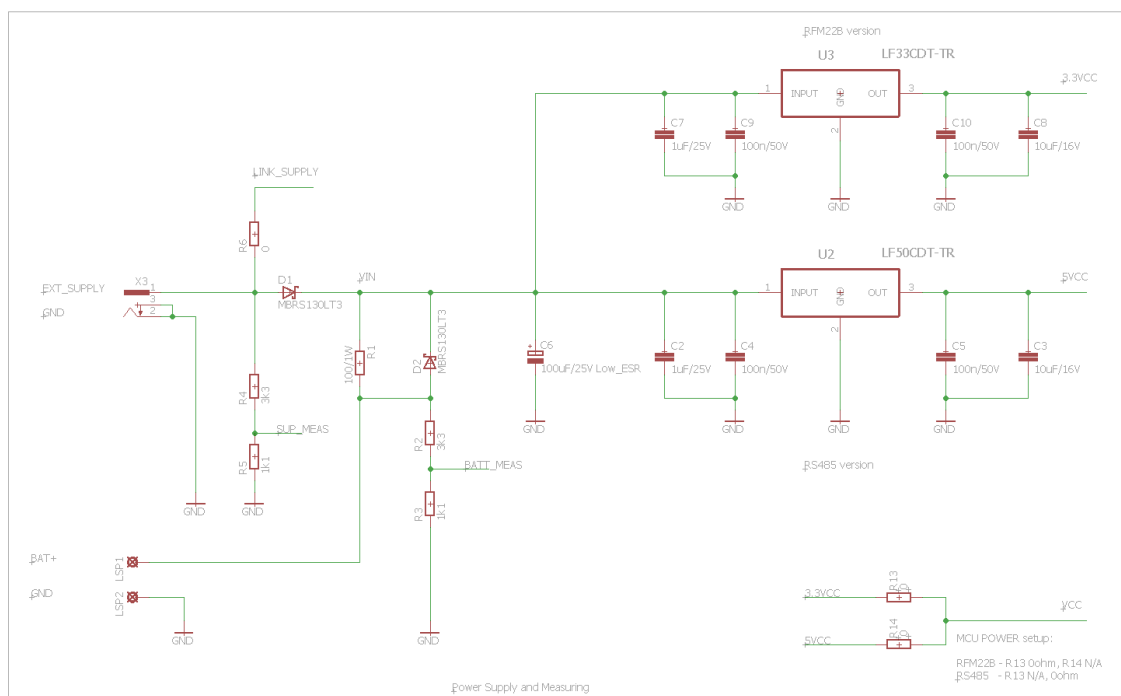 RFM22B version
U3
LF33CDT-TR
3.3VCC
1
INPUT
GND
OUT
3
2
C7
1uF/25V
C9
100n/50V
C10
100n/50V
C8
10uF/16V
GND
GND
GND
LINK_SUPPLY
R6
0
EXT_SUPPLY
GND
X3
1
3
2
D1
MBRS130LT3
VIN
U2
LF50CDT-TR
5VCC
1
INPUT
GND
OUT
3
2
R1
100/1W
D2
MBRS130LT3
C6
100uF/25V Low_ESR
C2
1uF/25V
C4
100n/50V
C5
100n/50V
C3
10uF/16V
R4
3k3
SUP_MEAS
R5
1k1
R2
3k3
BATT_MEAS
R3
1k1
GND
GND
GND
GND
GND
GND
RS485 version
BAT+
LSP1
GND
LSP2
GND
GND
R13
0
3.3VCC
R14
0
5VCC
VCC
MCU POWER setup:
RFM22B - R13 0ohm, R14 N/A
RS485 - R13 N/A, 0ohm
Power Supply and Measuring